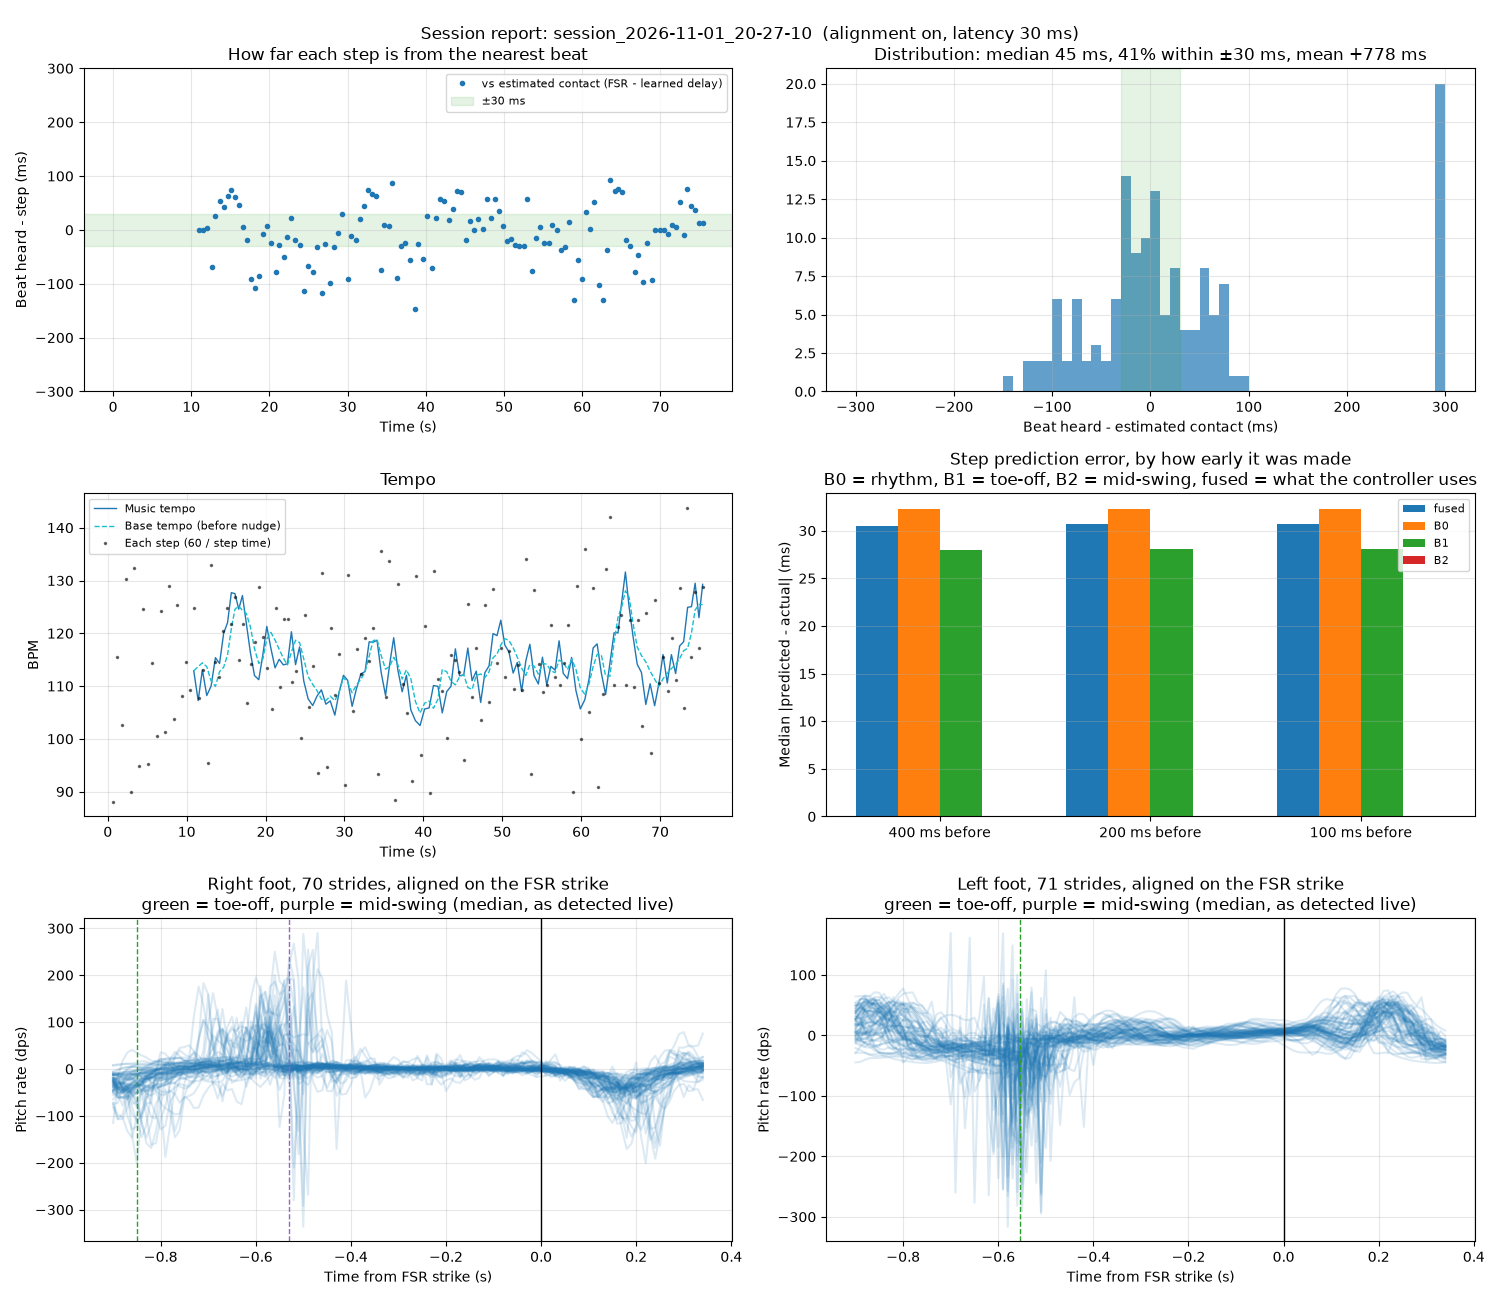 Session report: session_2026-11-01_20-27-10  (alignment on, latency 30 ms)
How far each step is from the nearest beat
Beat heard - step (ms)
300
200
100
0
−100
−200
−300
vs estimated contact (FSR - learned delay)
±30 ms
0
10
20
30
40
50
60
70
Time (s)
Distribution: median 45 ms, 41% within ±30 ms, mean +778 ms
20.0
17.5
15.0
12.5
10.0
7.5
5.0
2.5
0.0
−300
−200
−100
0
100
200
300
Beat heard - estimated contact (ms)
Tempo
BPM
140
130
120
110
100
90
Music tempo
Base tempo (before nudge)
Each step (60 / step time)
0
10
20
30
40
50
60
70
Time (s)
Step prediction error, by how early it was made
B0 = rhythm, B1 = toe-off, B2 = mid-swing, fused = what the controller uses
Median |predicted - actual| (ms)
30
25
20
15
10
5
0
fused
B0
B1
B2
400 ms before
200 ms before
100 ms before
Right foot, 70 strides, aligned on the FSR strike
green = toe-off, purple = mid-swing (median, as detected live)
Pitch rate (dps)
300
200
100
0
−100
−200
−300
−0.8
−0.6
−0.4
−0.2
0.0
0.2
0.4
Time from FSR strike (s)
Left foot, 71 strides, aligned on the FSR strike
green = toe-off, purple = mid-swing (median, as detected live)
Pitch rate (dps)
100
0
−100
−200
−300
−0.8
−0.6
−0.4
−0.2
0.0
0.2
0.4
Time from FSR strike (s)